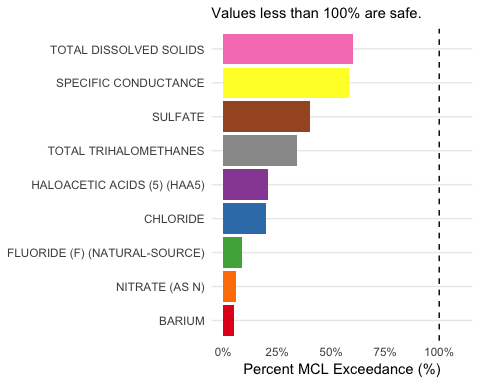 Values less than 100% are safe.
TOTAL DISSOLVED SOLIDS
SPECIFIC CONDUCTANCE
SULFATE
TOTAL TRIHALOMETHANES
HALOACETIC ACIDS (5) (HAA5)
CHLORIDE
FLUORIDE (F) (NATURAL-SOURCE)
NITRATE (AS N)
BARIUM
0% 25% 50% 75% 100%
Percent MCL Exceedance (%)